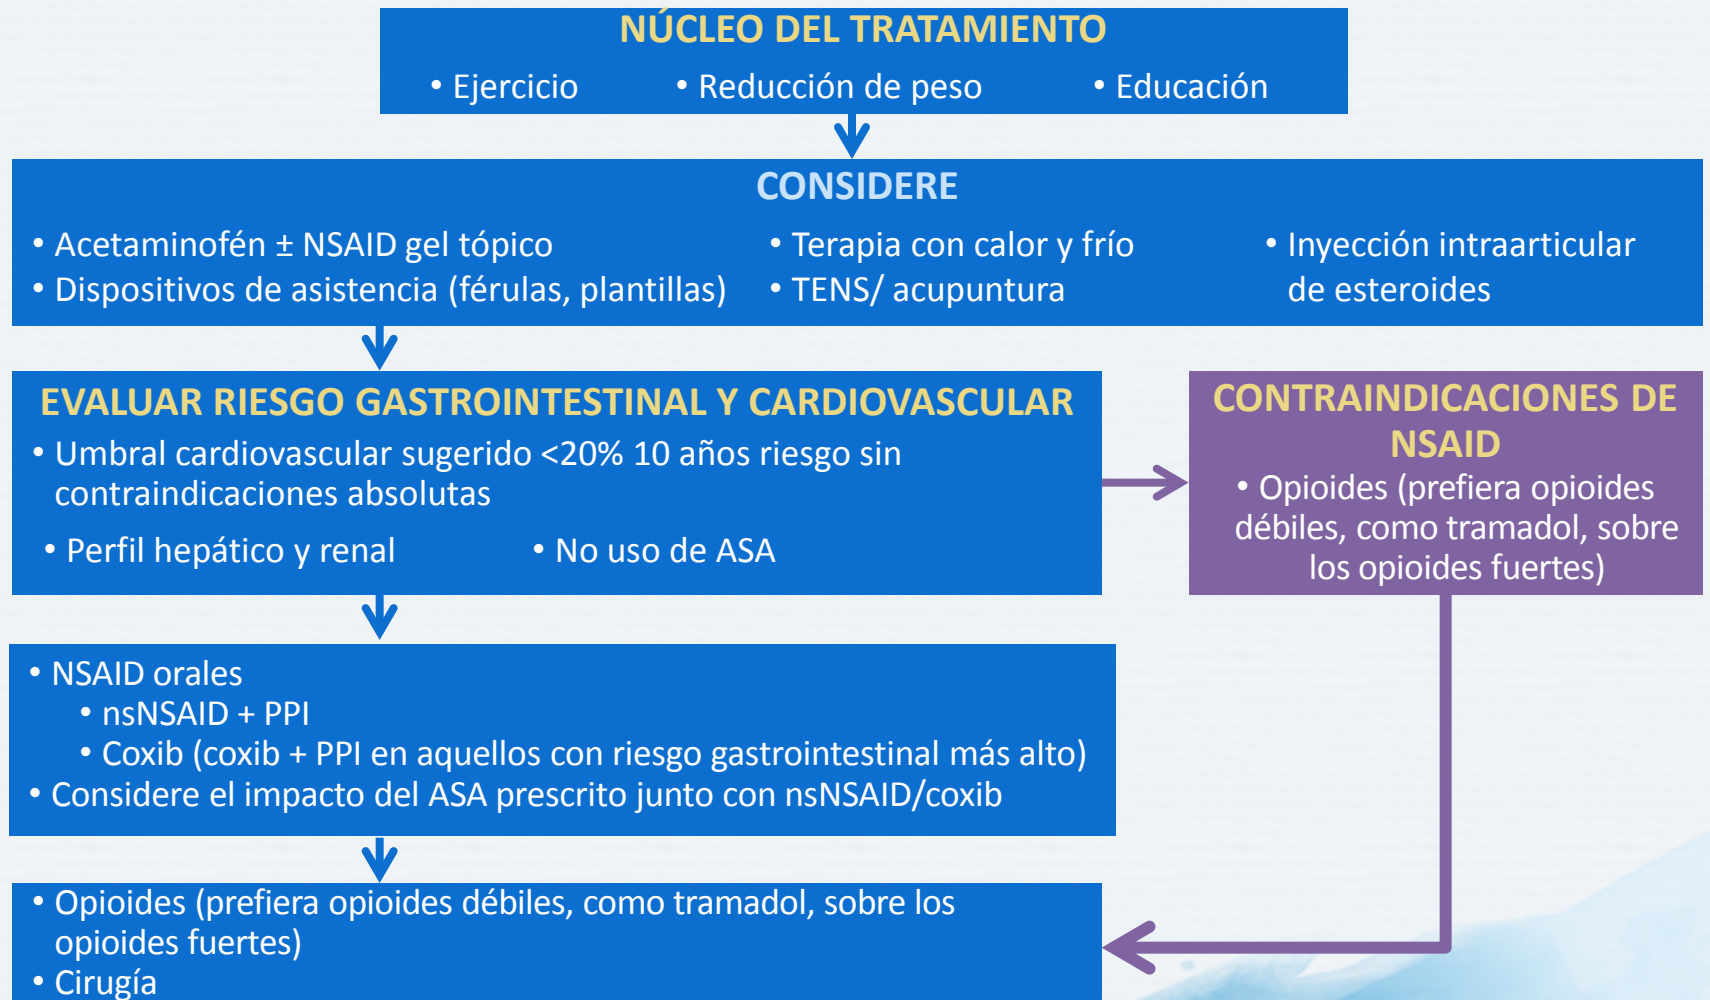 NÚCLEO DEL TRATAMIENTO
• Ejercicio • Reducción de peso • Educación
CONSIDERE
• Acetaminofén ± NSAID gel tópico
• Dispositivos de asistencia (férulas, plantillas)
• Terapia con calor y frío
• TENS/ acupuntura
• Inyección intraarticular
de esteroides
EVALUAR RIESGO GASTROINTESTINAL Y CARDIOVASCULAR
• Umbral cardiovascular sugerido <20% 10 años riesgo sin
contraindicaciones absolutas
• Perfil hepático y renal • No uso de ASA
CONTRAINDICACIONES DE
NSAID
• Opioides (prefiera opioides
débiles, como tramadol, sobre
los opioides fuertes)
• NSAID orales
• nsNSAID + PPI
• Coxib (coxib + PPI en aquellos con riesgo gastrointestinal más alto)
• Considere el impacto del ASA prescrito junto con nsNSAID/coxib
• Opioides (prefiera opioides débiles, como tramadol, sobre los
opioides fuertes)
• Cirugía